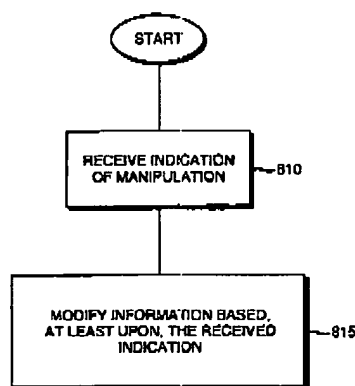 START
RECEIVE INDICATION
OF MANIPULATION
810
MODIFY INFORMATION BASED,
AT LEAST UPON, THE RECEIVED
INDICATION
815